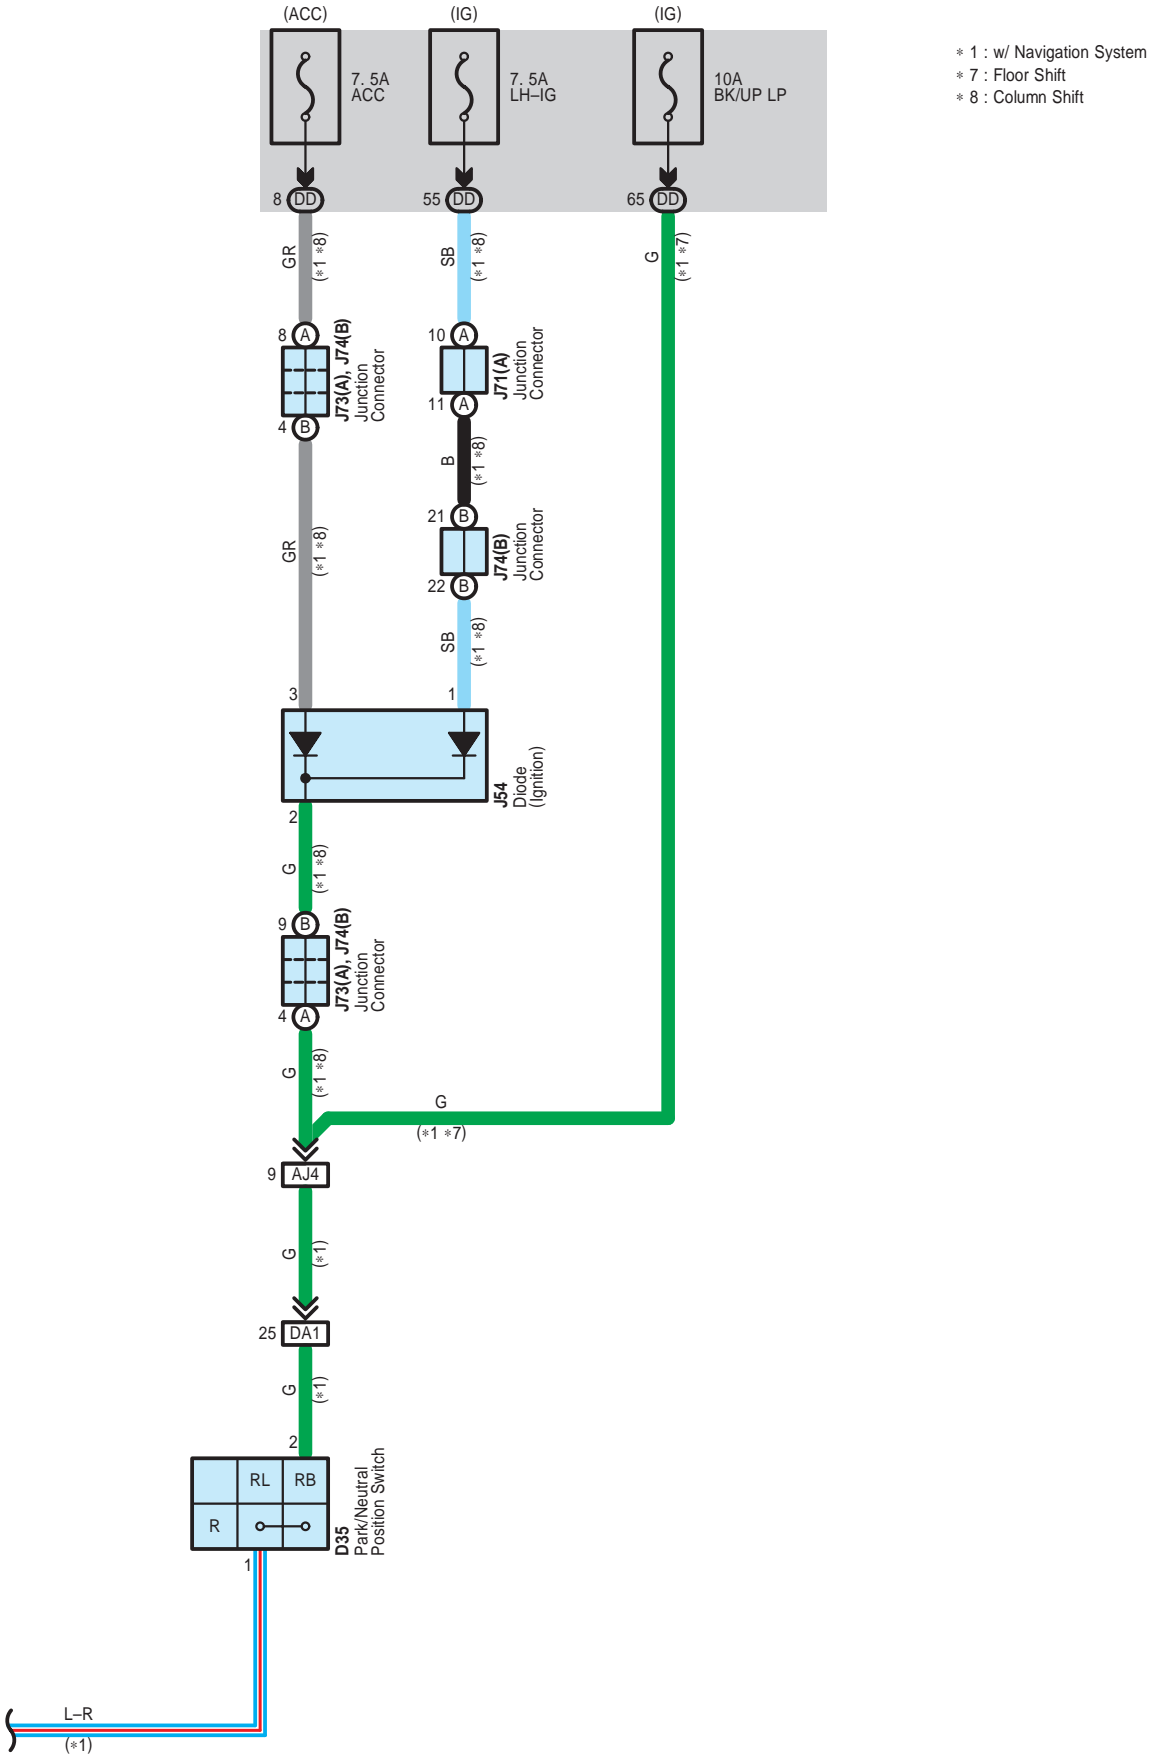 (ACC)
(IG)
(IG)
∗ 1 : w/ Navigation System
∗ 7 : Floor Shift
∗ 8 : Column Shift
7. 5A
ACC
7. 5A
LH–IG
10A
BK/UP LP
8 DD
55 DD
65 DD
GR
(∗1 ∗8)
SB
(∗1 ∗8)
G
(∗1 ∗7)
8 A
J73(A), J74(B)
Junction
Connector
4 B
10 A
J71(A)
Junction
Connector
11 A
B
(∗1 ∗8)
21 B
J74(B)
Junction
Connector
22 B
GR
(∗1 ∗8)
SB
(∗1 ∗8)
3
1
J54
Diode
(Ignition)
2
G
(∗1 ∗8)
9 B
J73(A), J74(B)
Junction
Connector
4 A
G
(∗1 ∗8)
G
(∗1 ∗7)
9 AJ4
G
(∗1)
25 DA1
G
(∗1)
2
RL RB
R
D35
Park/Neutral
Position Switch
1
L–R
(∗1)